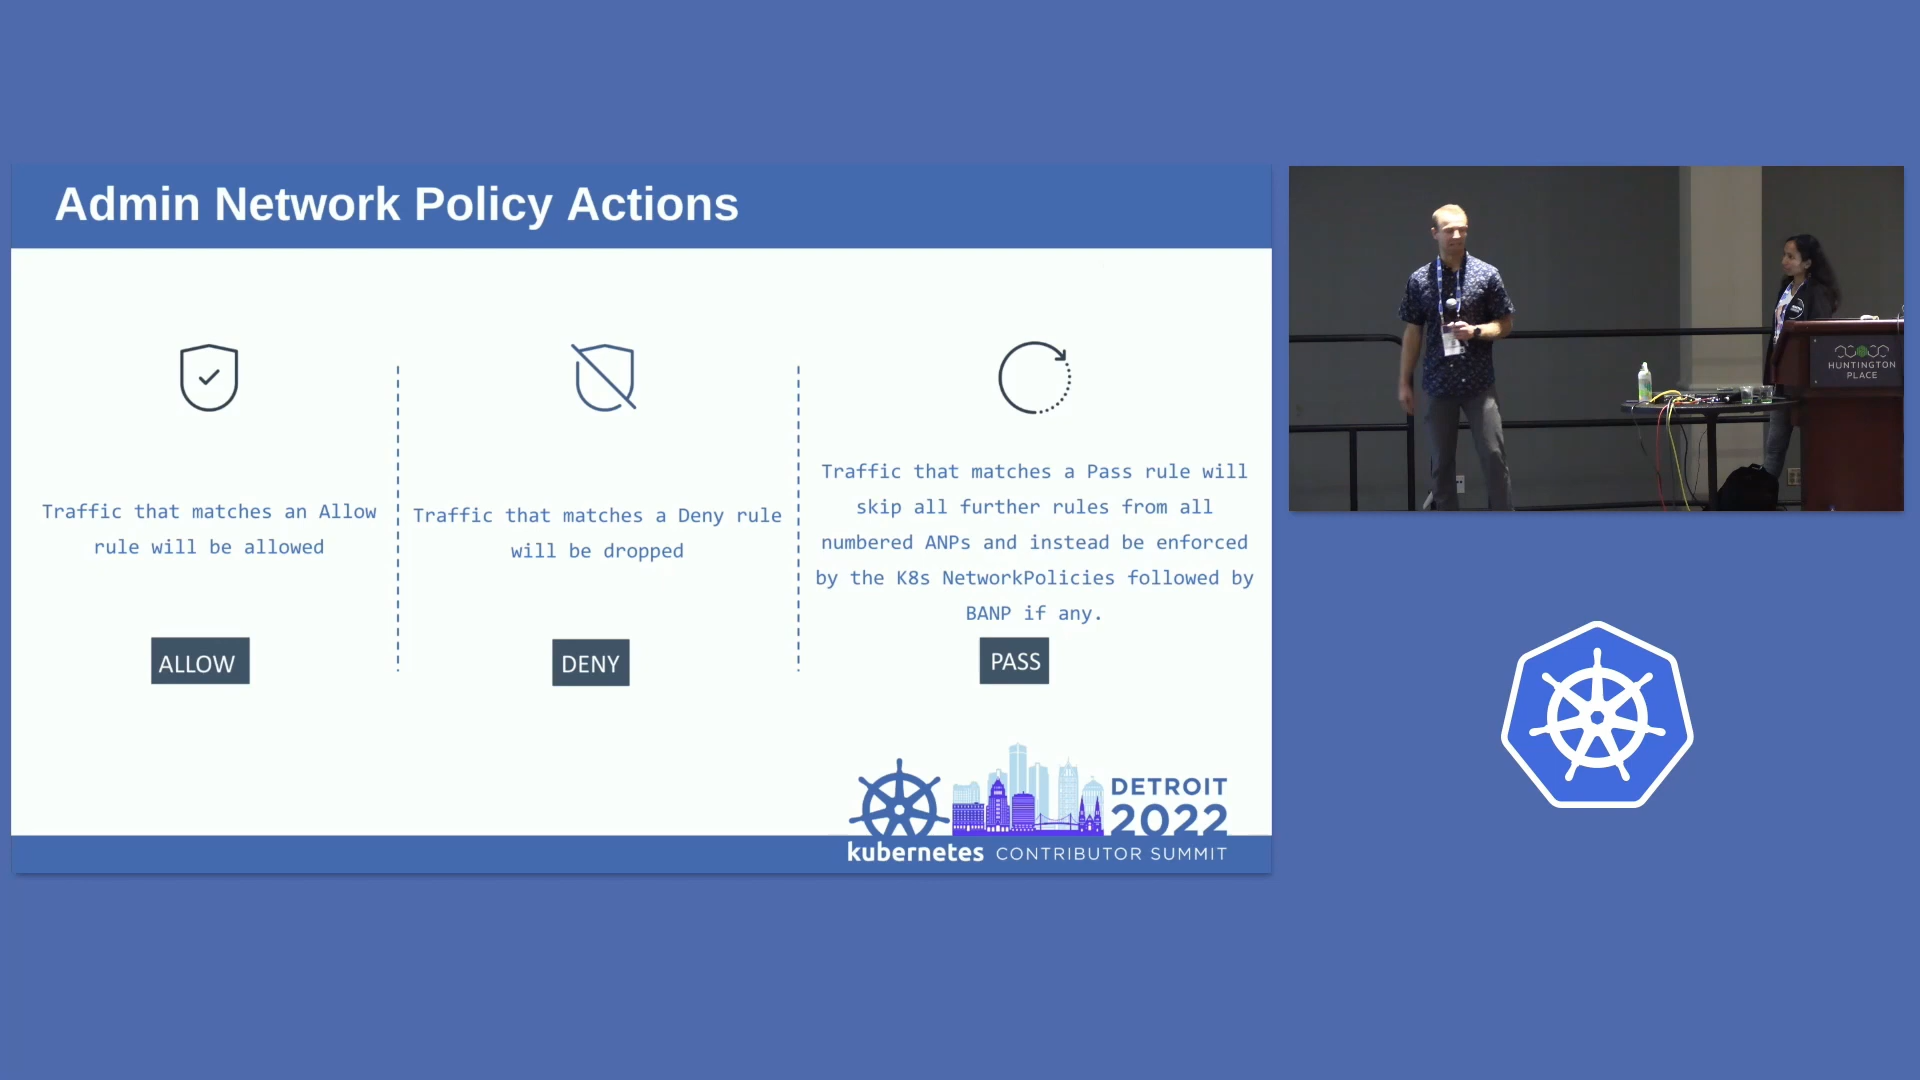 Admin Network Policy Actions
Traffic that matches an Allow
rule will be allowed
ALLOW
Traffic that matches a Deny rule
will be dropped
DENY
Traffic that matches a Pass rule will
skip all further rules from all
numbered ANPs and instead be enforced
by the K8s NetworkPolicies followed by
BANP if any.
PASS
DETROIT
2022
kubernetes CONTRIBUTOR SUMMIT
HUNTINGTON
PLACE